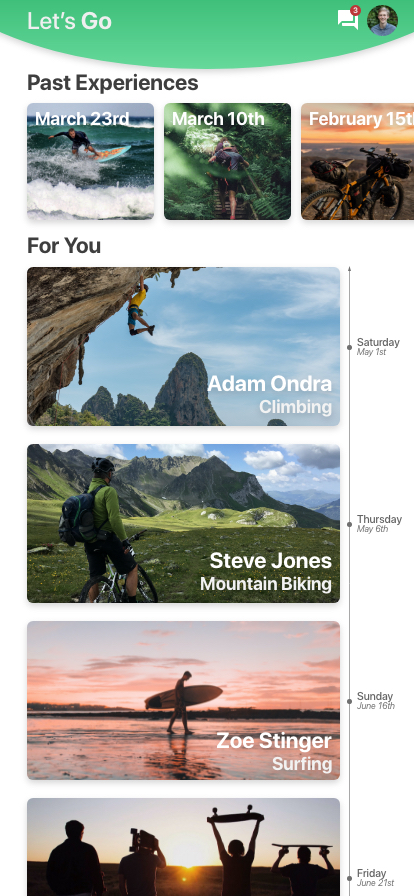 Let's Go
3
Past Experiences
March 23rd
March 10th
February 15t
For You
Adam Ondra
Climbing
Saturday
May 1st
Steve Jones
Mountain Biking
Thursday
May 6th
Zoe Stinger
Surfing
Sunday
June 16th
Friday
June 21st